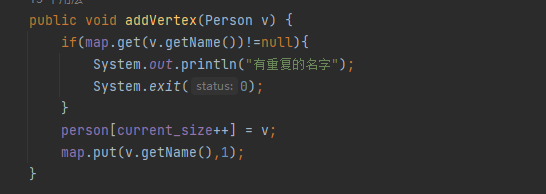 public void addVertex(Person v) {
if(map.get(v.getName())!=null){
System.out.println("有重复的名字");
System.exit( status: 0);
}
person[current_size++] = v;
map.put(v.getName(),1);
}